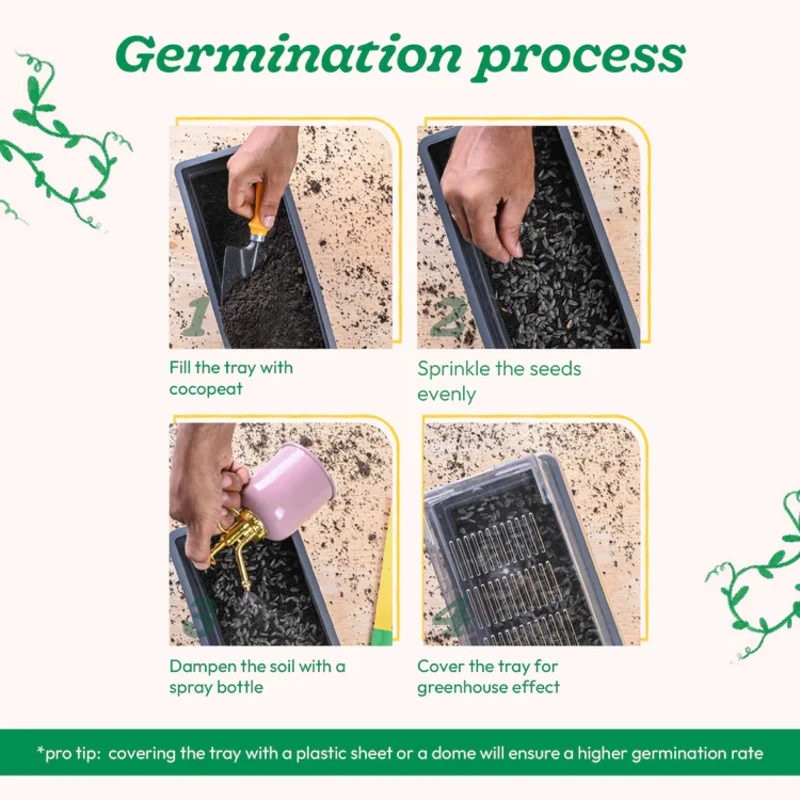 Germination process
1
2
Fill the tray with
cocopeat
Sprinkle the seeds
evenly
3
4
Dampen the soil with a
spray bottle
Cover the tray for
greenhouse effect
*pro tip: covering the tray with a plastic sheet or a dome will ensure a higher germination rate